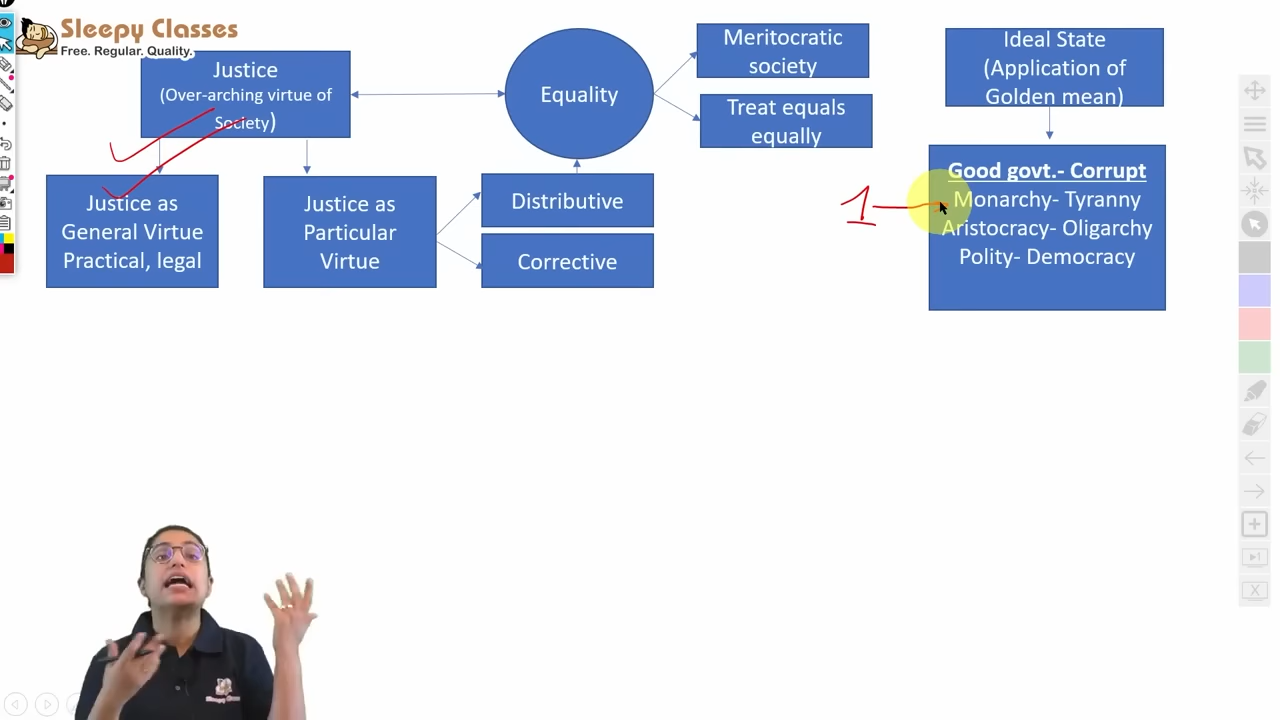 Sleepy Classes
Free. Regular. Quality.
Justice
(Over-arching virtue of
Society)
Justice as
General Virtue
Practical, legal
Justice as
Particular
Virtue
Distributive
Corrective
Equality
Meritocratic
society
Treat equals
equally
Ideal State
(Application of
Golden mean)
Good govt.- Corrupt
Monarchy- Tyranny
Aristocracy- Oligarchy
Polity- Democracy
1